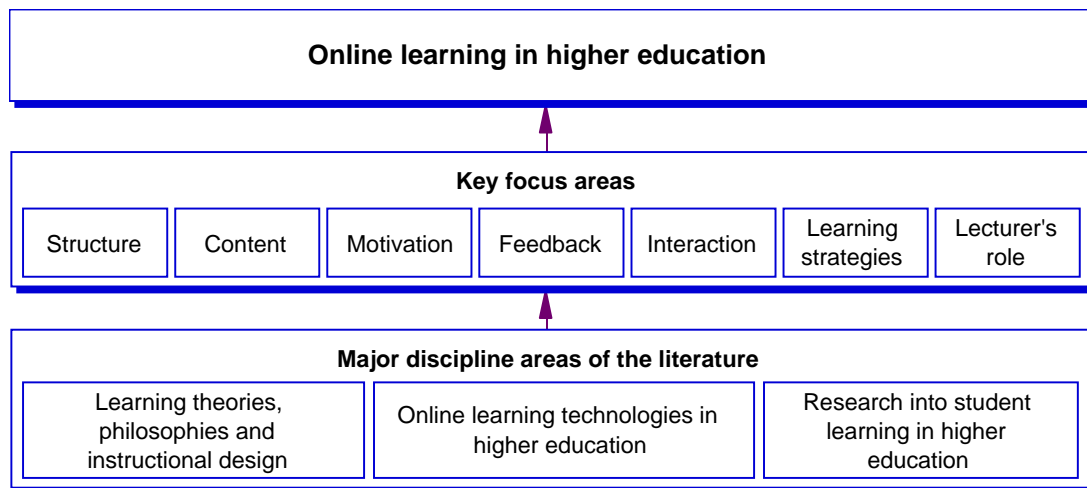 Online learning in higher education
Key focus areas
Structure
Content
Motivation
Feedback
Interaction
Learning
strategies
Lecturer's
role
Major discipline areas of the literature
Learning theories,
philosophies and
instructional design
Online learning technologies in
higher education
Research into student
learning in higher
education